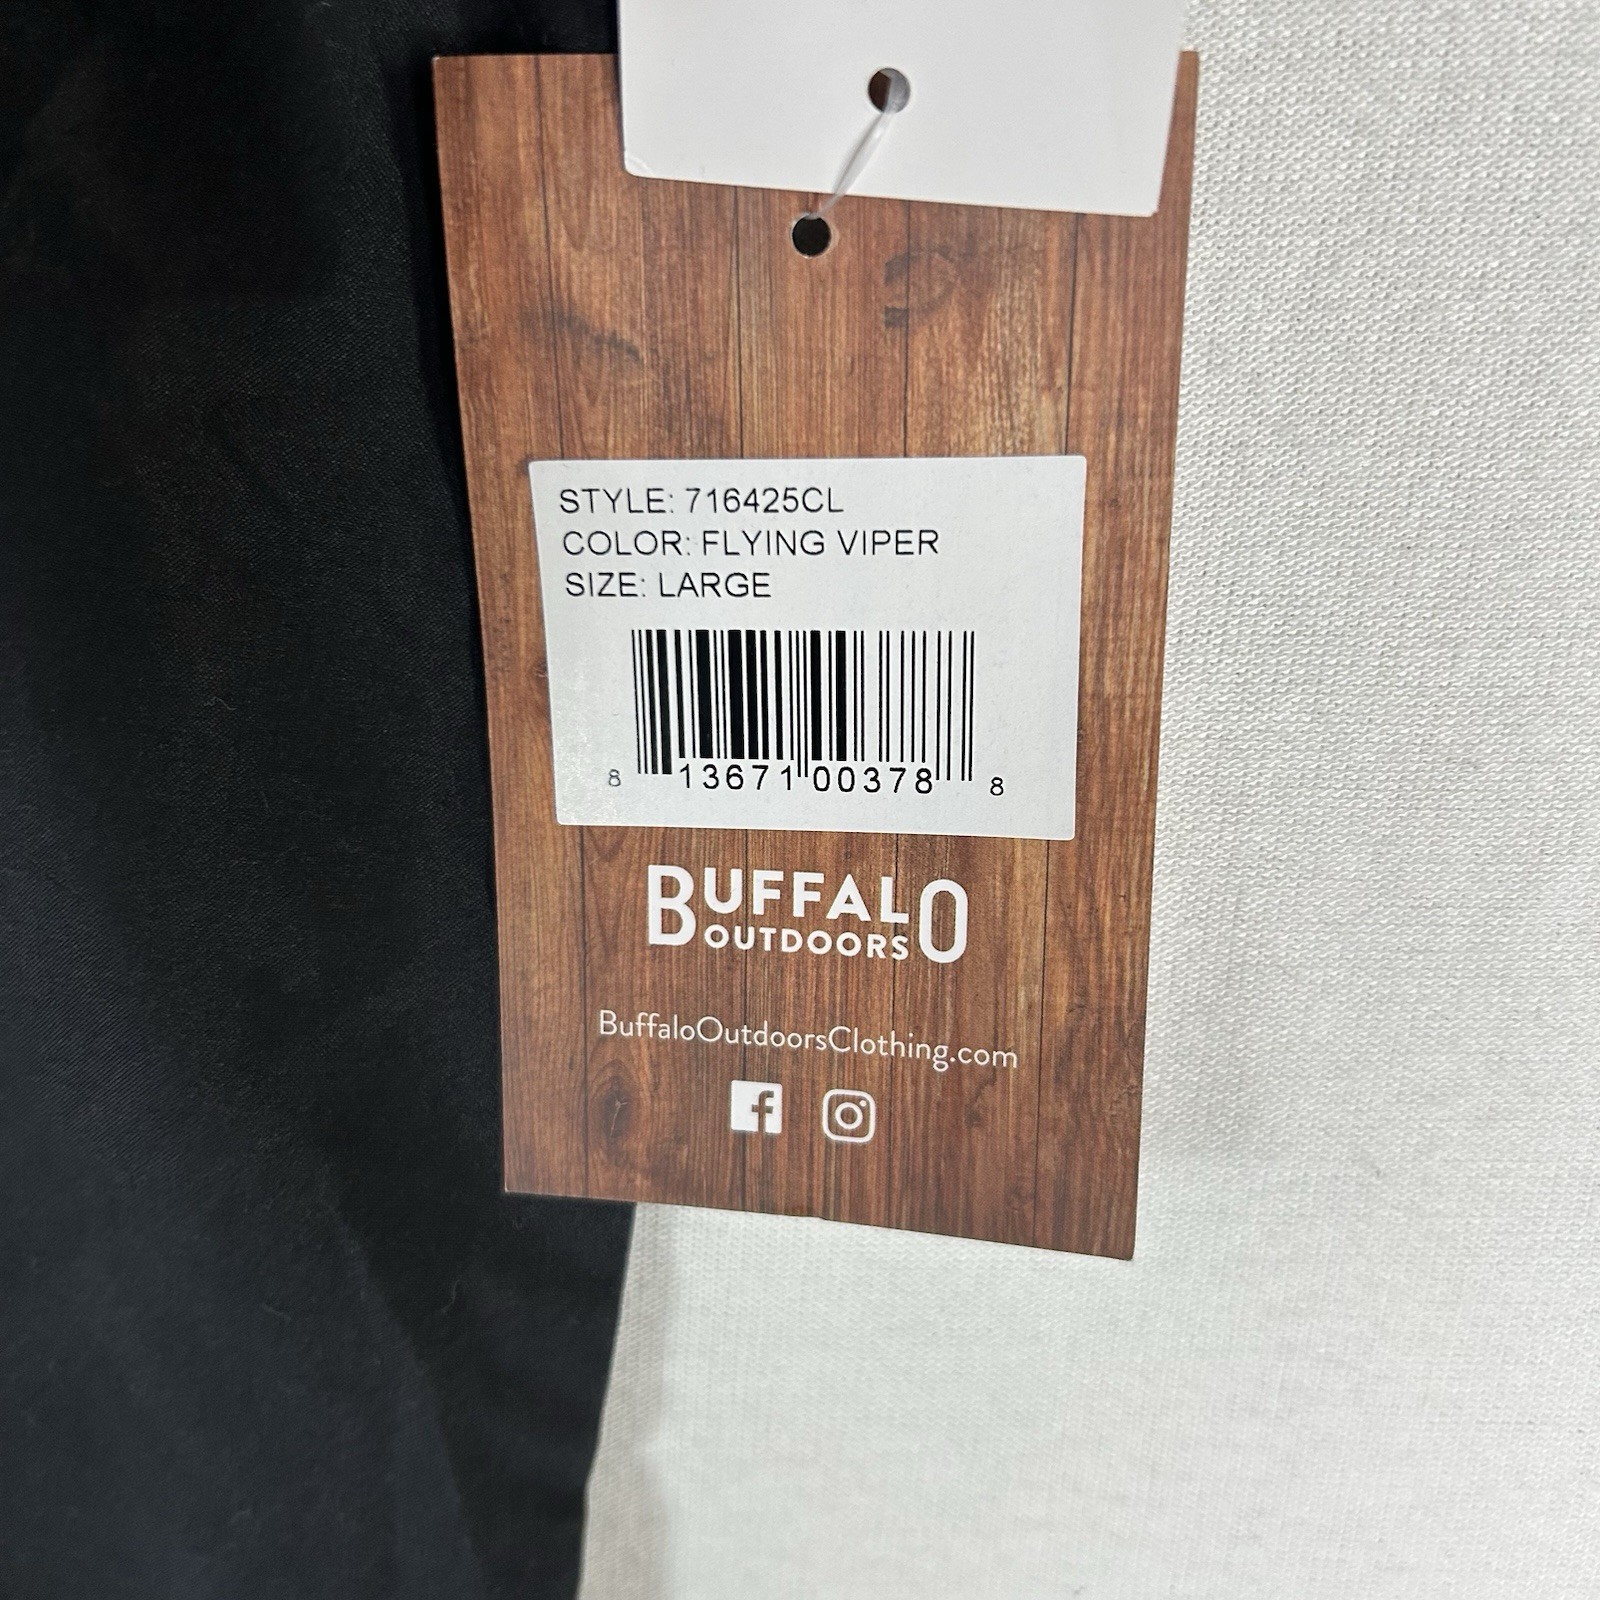 STYLE: 716425CL
COLOR: FLYING VIPER
SIZE: LARGE
8 13671 00378 8
BUFFALO
OUTDOORS
BuffaloOutdoorsClothing.com